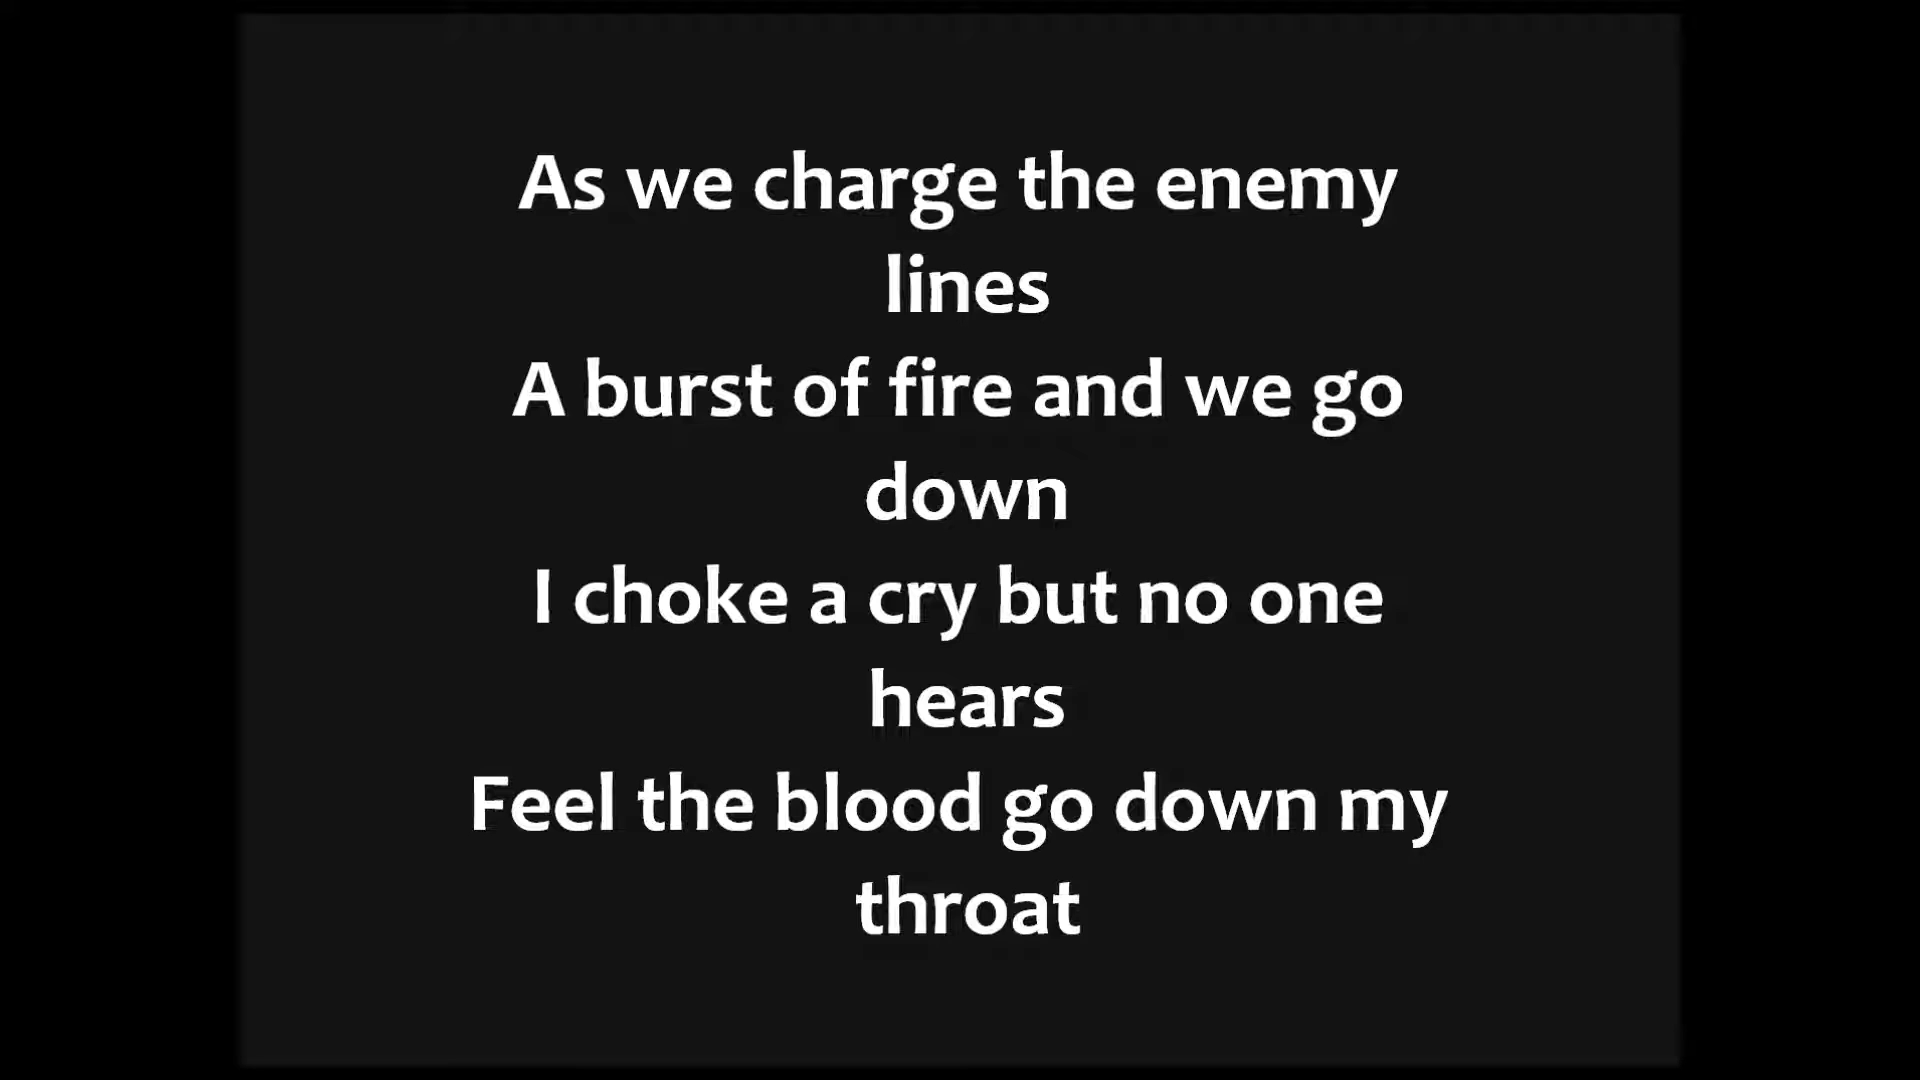 As we charge the enemy
lines
A burst of fire and we go
down
I choke a cry but no one
hears
Feel the blood go down my
throat